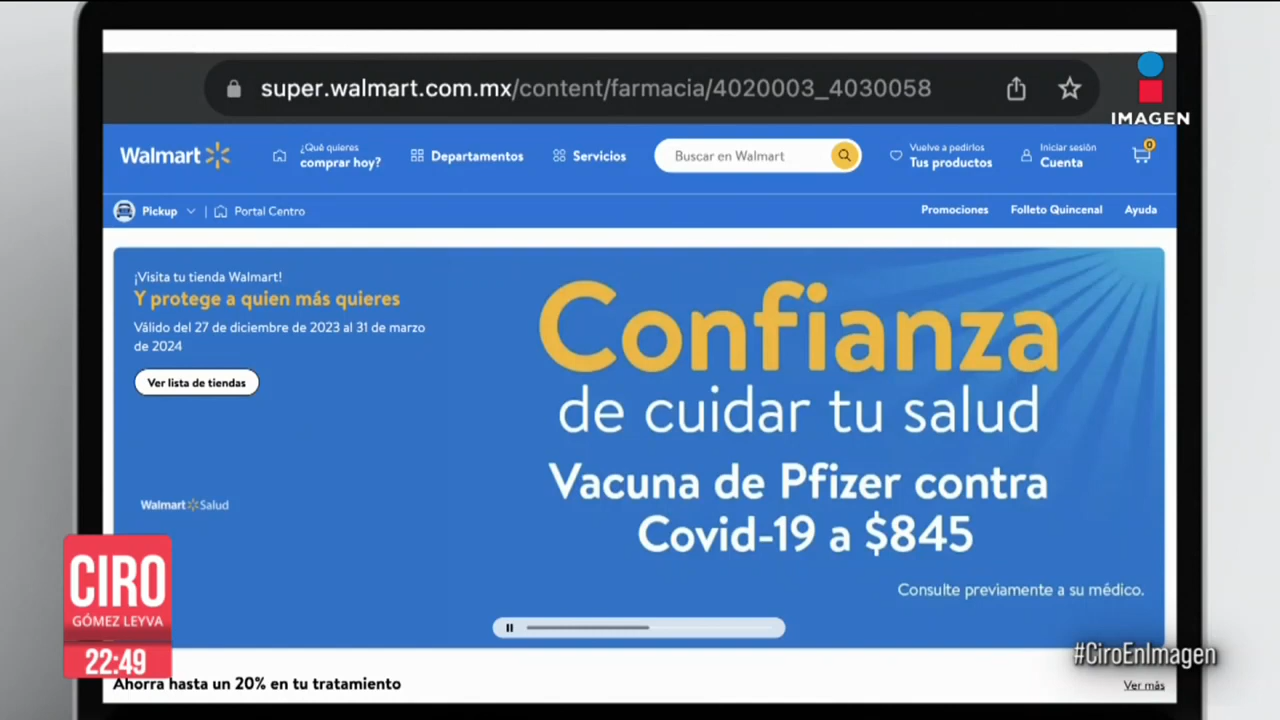 super.walmart.com.mx/content/farmacia/4020003_4030058
IMAGEN
Walmart
¿Qué quieres
comprar hoy?
Departamentos
Servicios
Buscar en Walmart
Vuelve a pedirlos
Tus productos
Iniciar sesión
Cuenta
0
Pickup
Portal Centro
Promociones
Folleto Quincenal
Ayuda
¡Visita tu tienda Walmart!
Y protege a quien más quieres
Válido del 27 de diciembre de 2023 al 31 de marzo
de 2024
Ver lista de tiendas
Confianza
de cuidar tu salud
Vacuna de Pfizer contra
Covid-19 a $845
Walmart Salud
Consulte previamente a su médico.
CIRO
GÓMEZ LEYVA
22:49
#CiroEnImagen
Ahorra hasta un 20% en tu tratamiento
Ver más